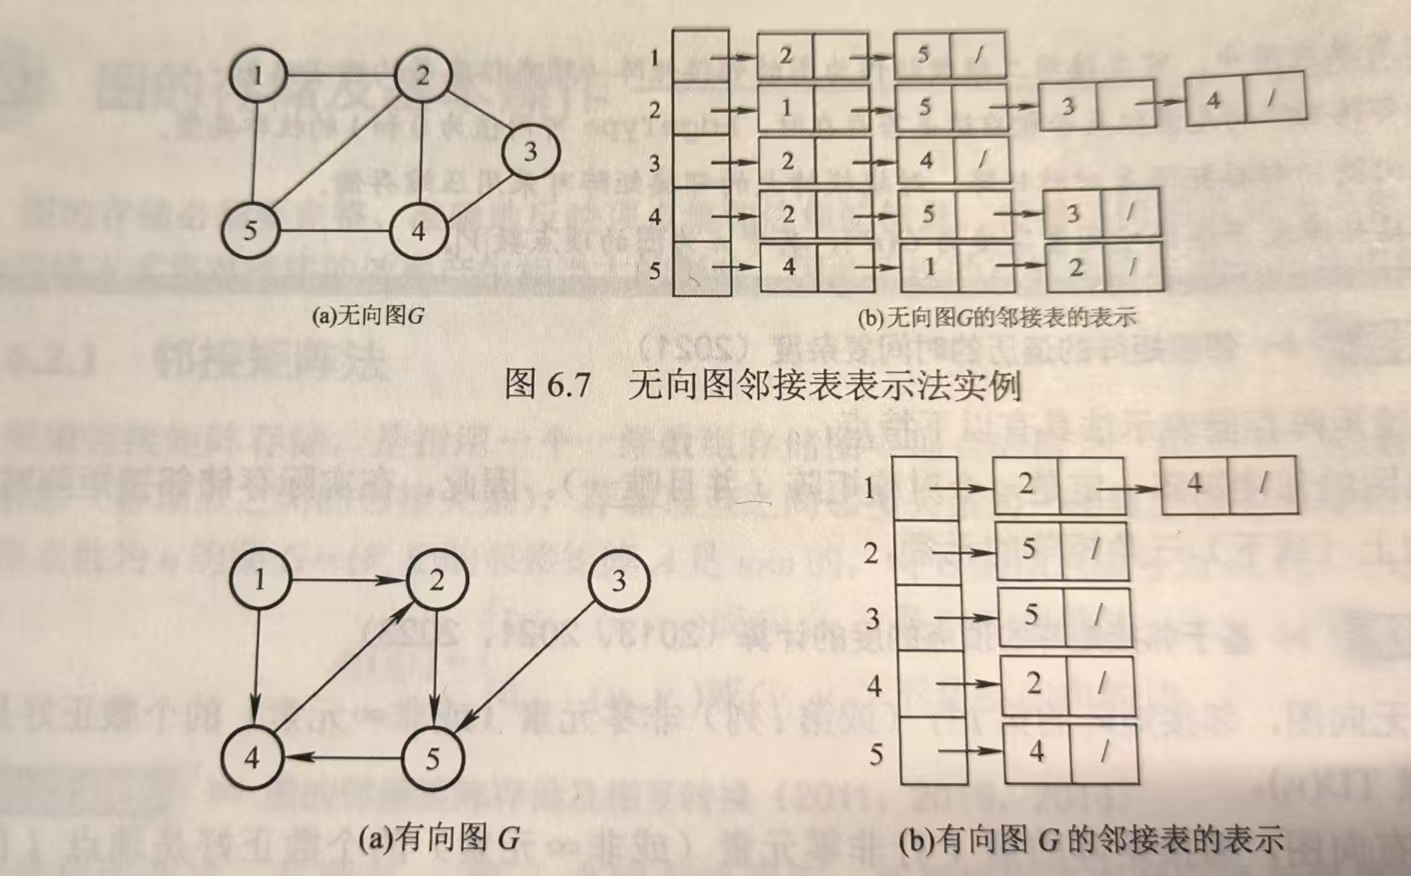 1 2 3 5 4
(a)无向图G
1 2 5 /
2 1 5 3 4 /
3 2 4 /
4 2 5 3 /
5 4 1 2 /
(b)无向图G的邻接表的表示
图 6.7 无向图邻接表表示法实例
1 2 3 4 5
(a)有向图 G
1 2 4 /
2 5 /
3 5 /
4 2 /
5 4 /
(b)有向图 G 的邻接表的表示